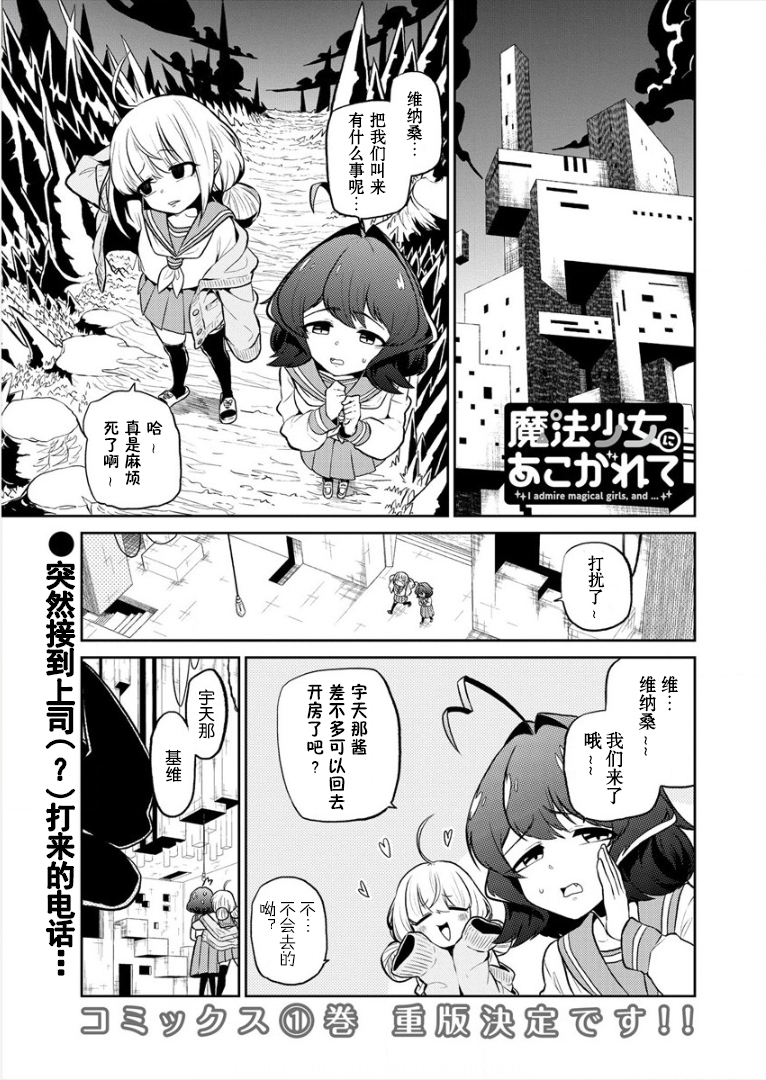 魔法少女に
あこがれて
I admire magical girls, and ...
维纳桑…
把我们叫来
有什么事呢…
哈~
真是麻烦
死了啊~
打扰了~
维…
维纳桑~
我们来了
哦~~
宇天那酱
差不多可以回去
开房了吧？
不…
不会去的
呦？
宇天那
基维
●突然接到上司（？）打来的电话…
コミックス①巻 重版決定です!!